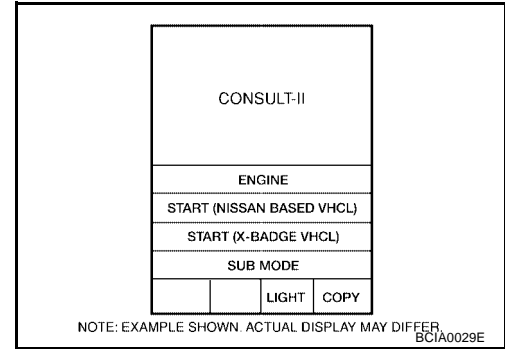 CONSULT-II
ENGINE
START (NISSAN BASED VHCL)
START (X-BADGE VHCL)
SUB MODE
LIGHT COPY
NOTE: EXAMPLE SHOWN. ACTUAL DISPLAY MAY DIFFER.
BCIA0029E